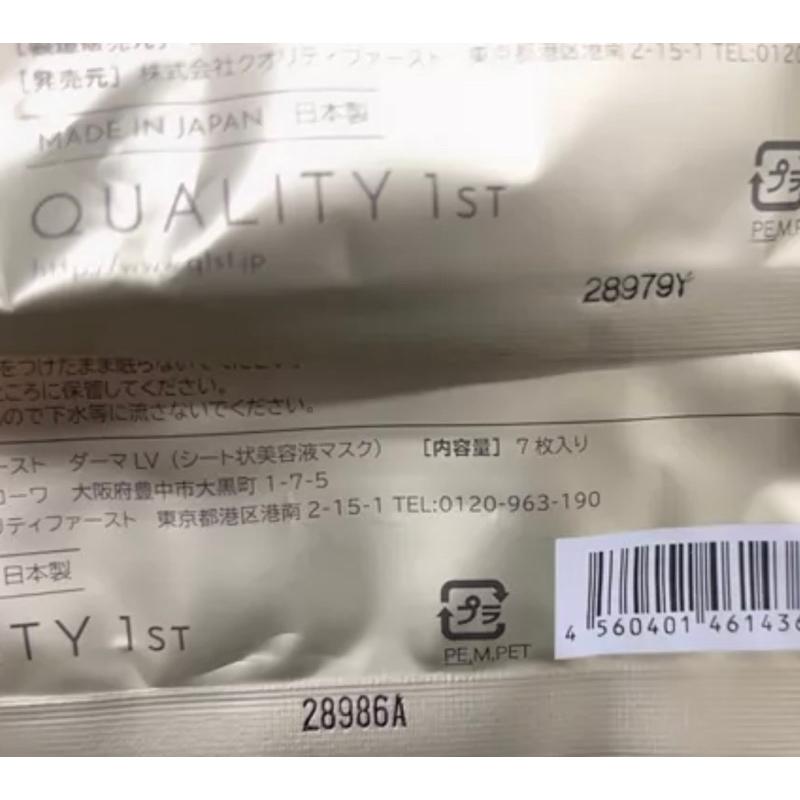 [発売元] 株式会社クオリティファースト 東京都港区港南 2-15-1 TEL:0120
MADE IN JAPAN 日本製
QUALITY 1ST
プラ
PE,M,P
28979Y
をつけたまま眠らないでください。
ところに保管してください。
ので下水等に流さないでください。
ースト ダーマ LV (シート状美容液マスク) [内容量] 7 枚入り
ローワ 大阪府豊中市大黒町 1-7-5
リティファースト 東京都港区港南 2-15-1 TEL:0120-963-190
日本製
TY 1ST
プラ
PE,M,PET
4 560401 461436
28986A